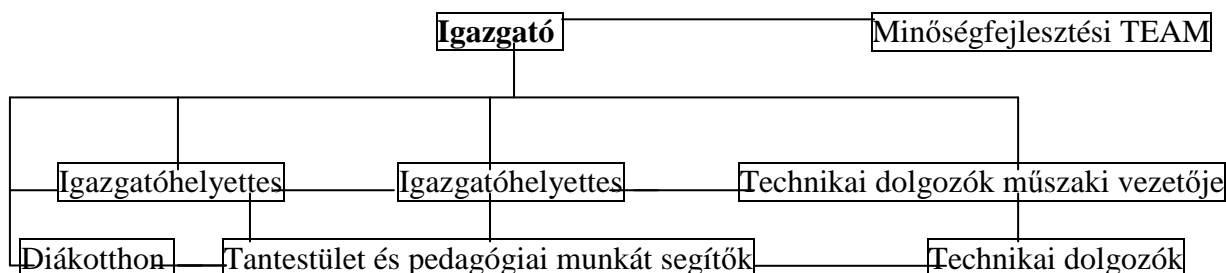 Igazgató Minőségfejlesztési TEAM
Igazgatóhelyettes Igazgatóhelyettes Technikai dolgozók műszaki vezetője
Diákotthon Tantestület és pedagógiai munkát segítők Technikai dolgozók